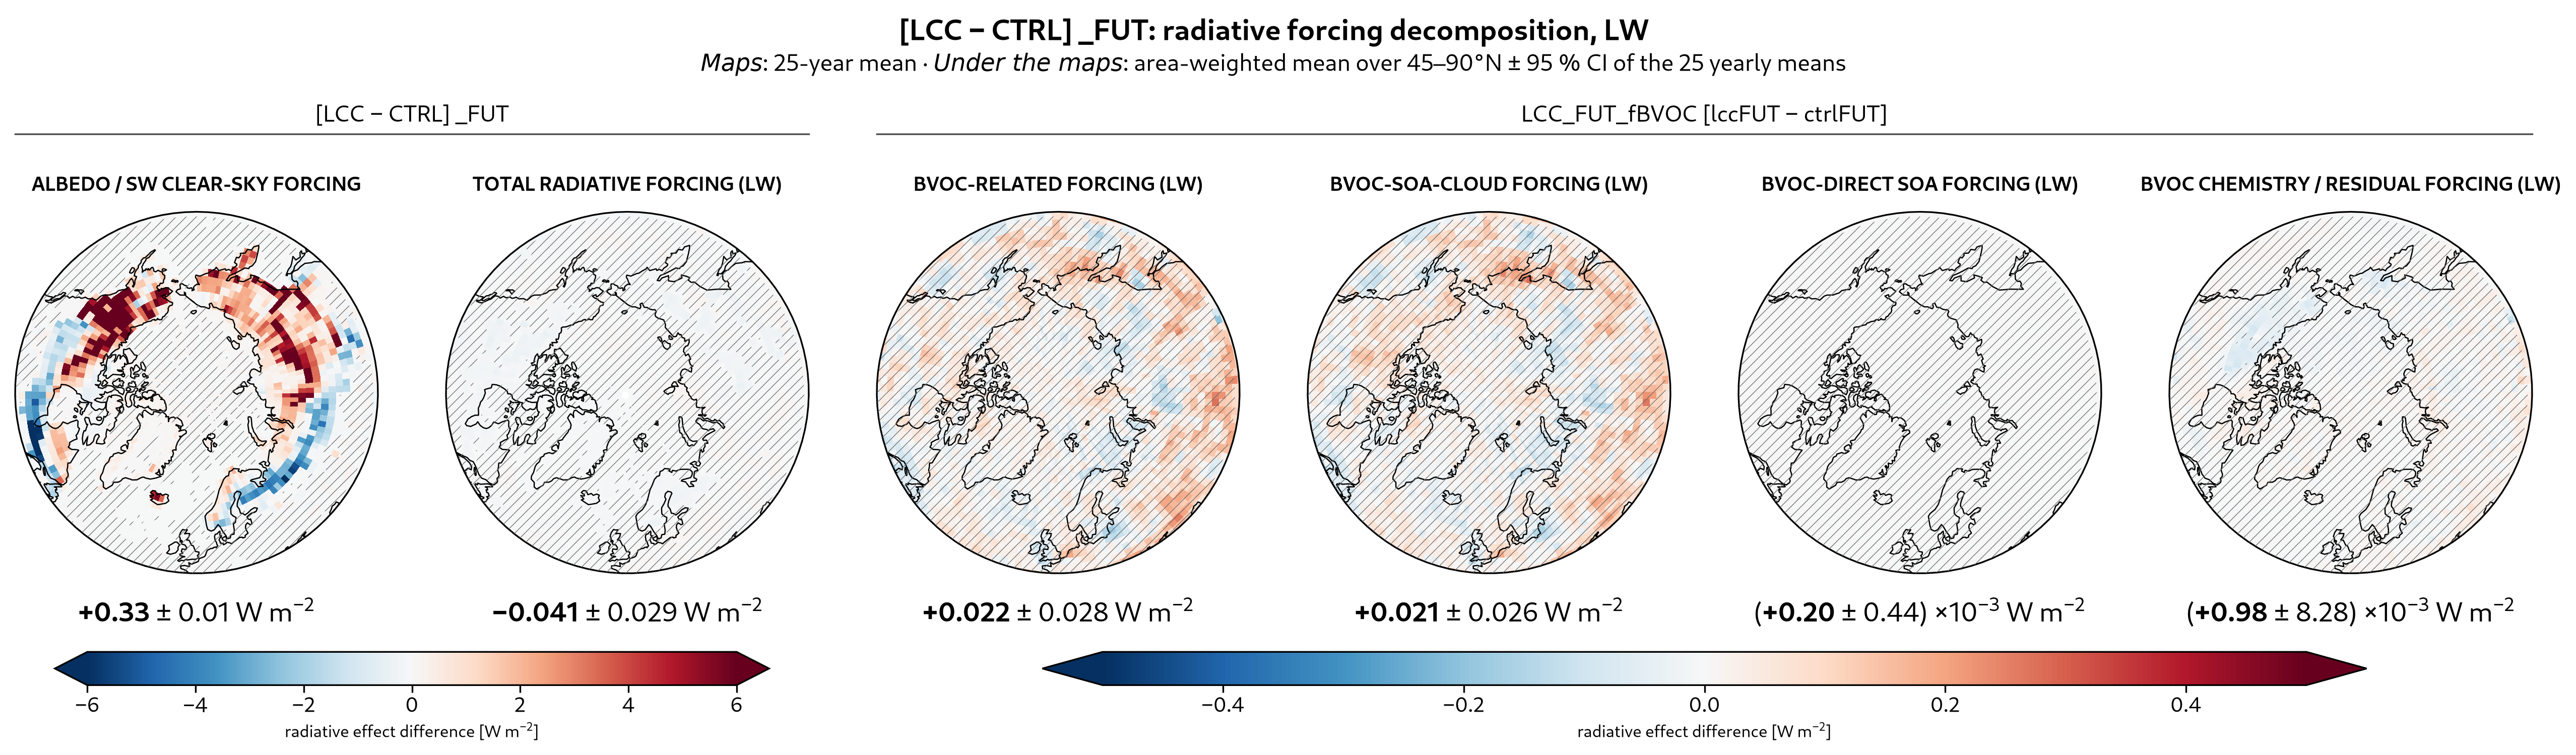 [LCC − CTRL] _FUT: radiative forcing decomposition, LW
Maps: 25-year mean · Under the maps: area-weighted mean over 45–90°N ± 95 % CI of the 25 yearly means
[LCC − CTRL] _FUT
LCC_FUT_fBVOC [lccFUT − ctrlFUT]
ALBEDO / SW CLEAR-SKY FORCING
TOTAL RADIATIVE FORCING (LW)
BVOC-RELATED FORCING (LW)
BVOC-SOA-CLOUD FORCING (LW)
BVOC-DIRECT SOA FORCING (LW)
BVOC CHEMISTRY / RESIDUAL FORCING (LW)
+0.33 ± 0.01 W m⁻²
−0.041 ± 0.029 W m⁻²
+0.022 ± 0.028 W m⁻²
+0.021 ± 0.026 W m⁻²
(+0.20 ± 0.44) ×10⁻³ W m⁻²
(+0.98 ± 8.28) ×10⁻³ W m⁻²
−6 −4 −2 0 2 4 6
radiative effect difference [W m⁻²]
−0.4 −0.2 0.0 0.2 0.4
radiative effect difference [W m⁻²]